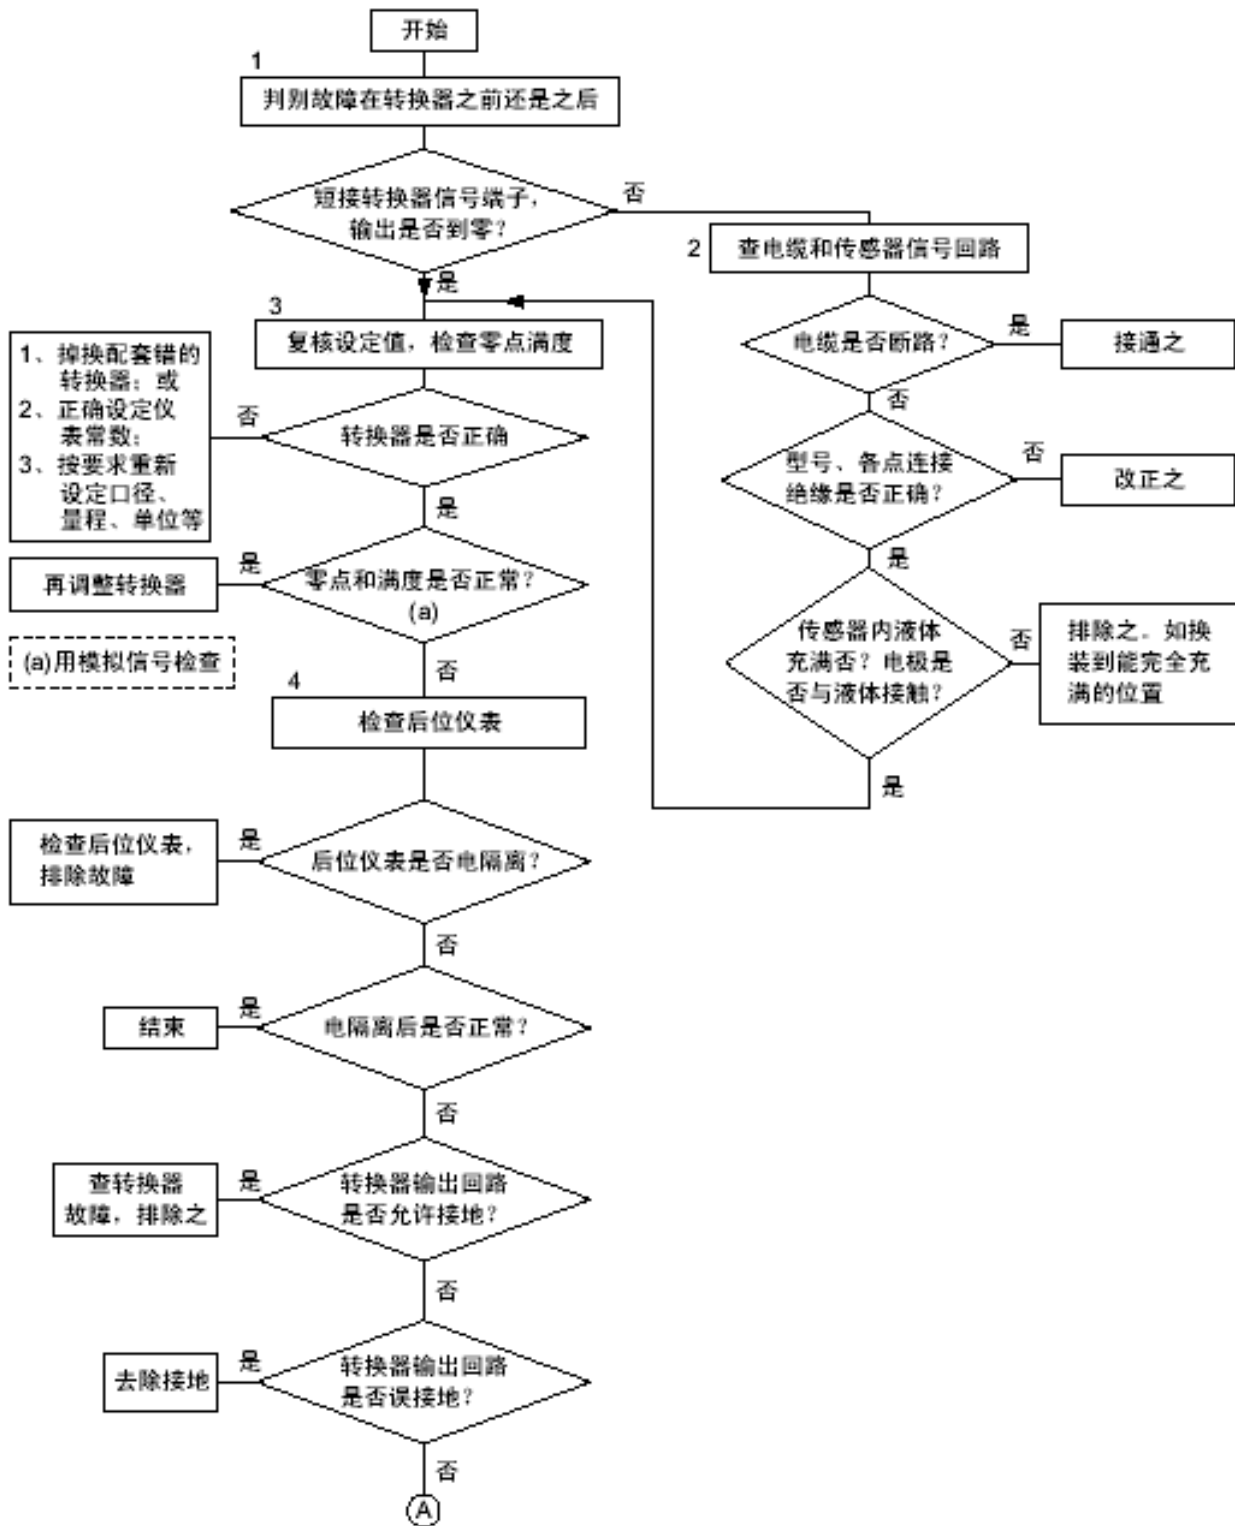 开始
1
判别故障在转换器之前还是之后
短接转换器信号端子，
输出是否到零？
否
是
2
查电缆和传感器信号回路
电缆是否断路？
是
接通之
否
型号、各点连接
绝缘是否正确？
否
改正之
是
传感器内液体
充满否？电极是
否与液体接触？
否
排除之．如换
装到能完全充
满的位置
是
3
复核设定值，检查零点满度
转换器是否正确
否
1、掉换配套错的
转换器；或
2、正确设定仪
表常数；
3、按要求重新
设定口径、
量程、单位等
是
零点和满度是否正常？
(a)
是
再调整转换器
(a)用模拟信号检查
否
4
检查后位仪表
后位仪表是否电隔离？
是
检查后位仪表，
排除故障
否
电隔离后是否正常？
是
结束
否
转换器输出回路
是否允许接地？
是
查转换器
故障，排除之
否
转换器输出回路
是否误接地？
是
去除接地
否
A